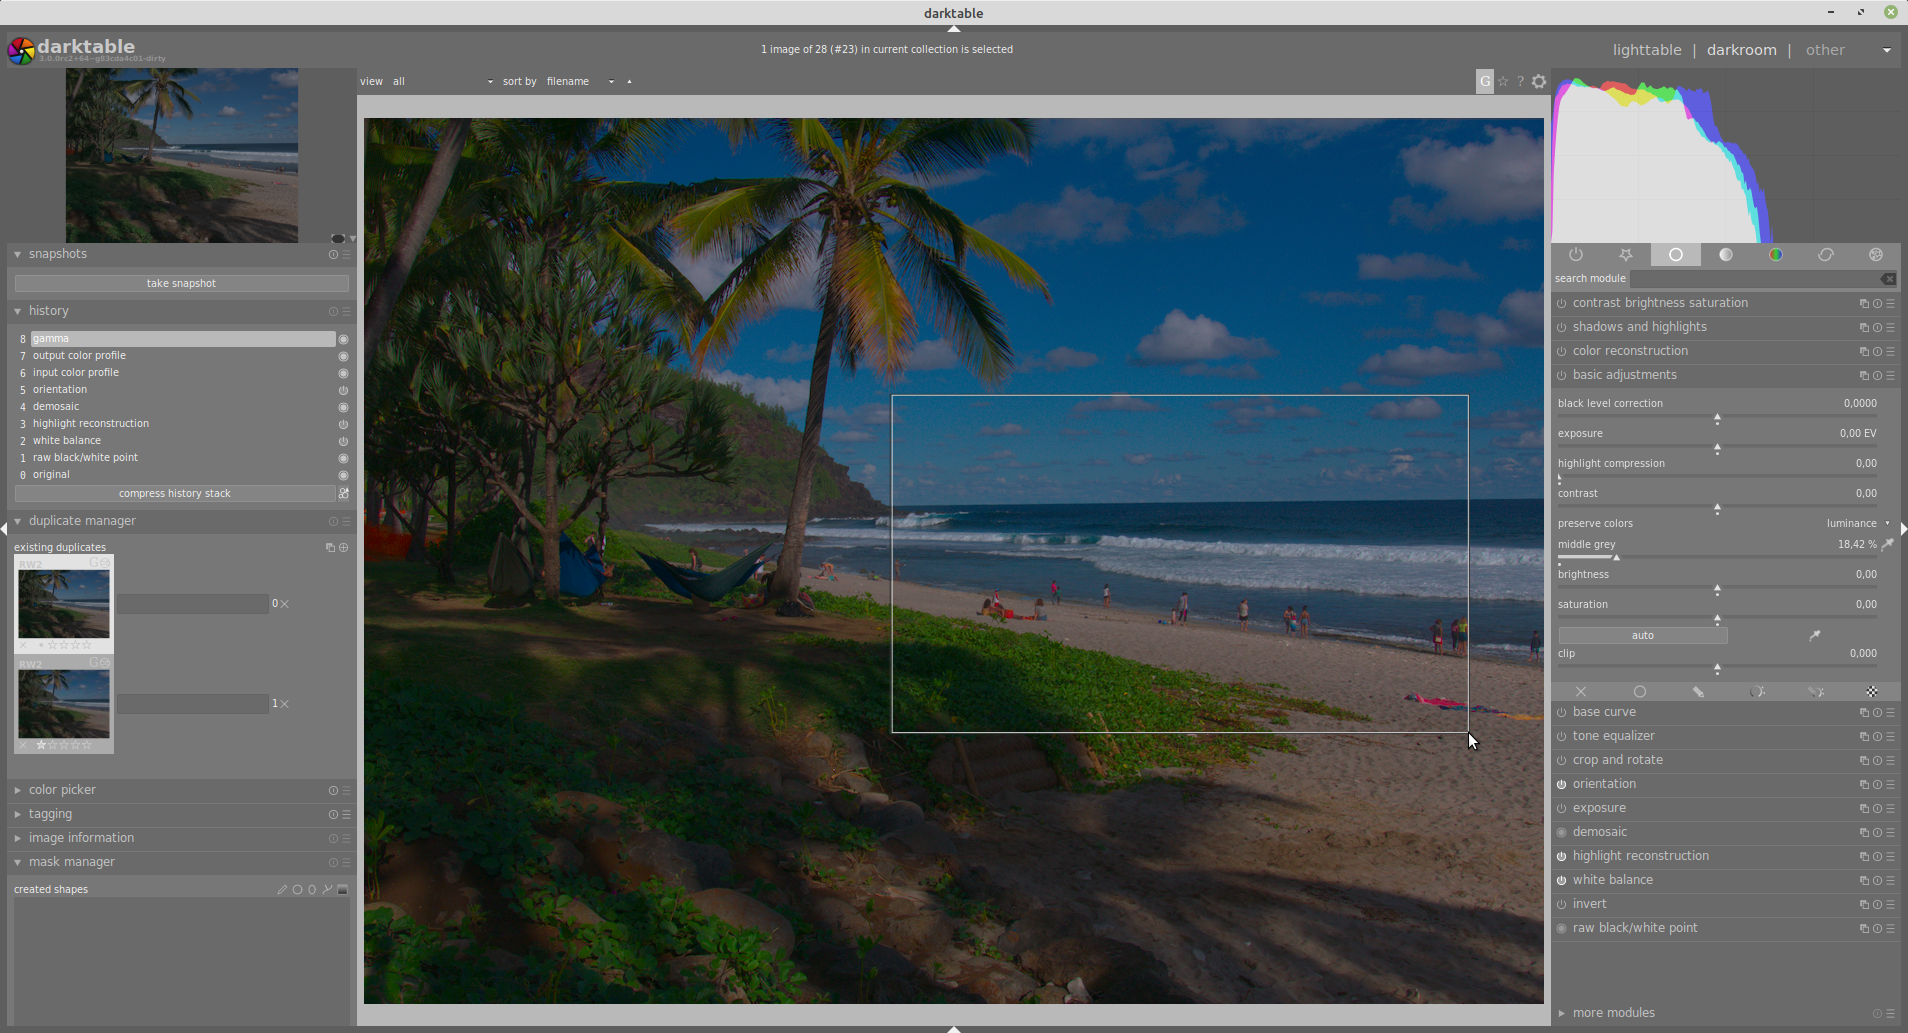 darktable
darktable
3.0.0rc2+64~g83cda4c01-dirty
1 image of 28 (#23) in current collection is selected
lighttable | darkroom | other
view all sort by filename
G ☆ ?
snapshots
take snapshot
history
8 gamma
7 output color profile
6 input color profile
5 orientation
4 demosaic
3 highlight reconstruction
2 white balance
1 raw black/white point
0 original
compress history stack
duplicate manager
existing duplicates
RW2 G
0
RW2 G
1
color picker
tagging
image information
mask manager
created shapes
search module
contrast brightness saturation
shadows and highlights
color reconstruction
basic adjustments
black level correction 0,0000
exposure 0,00 EV
highlight compression 0,00
contrast 0,00
preserve colors luminance
middle grey 18,42 %
brightness 0,00
saturation 0,00
auto
clip 0,000
base curve
tone equalizer
crop and rotate
orientation
exposure
demosaic
highlight reconstruction
white balance
invert
raw black/white point
more modules